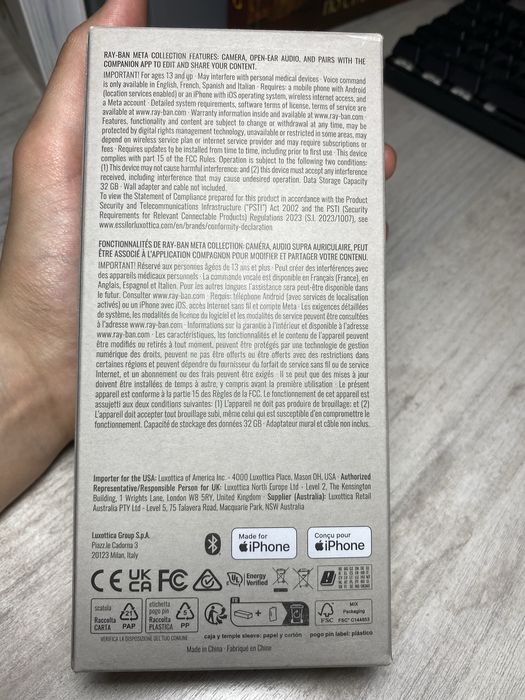 RAY-BAN META COLLECTION FEATURES: CAMERA, OPEN-EAR AUDIO. AND PAIRS WITH THE
COMPANION APP TO EDIT AND SHARE YOUR CONTENT.
IMPORTANT! For ages 13 and up · May interfere with personal medical devices · Voice command
is only available in English, French, Spanish and Italian · Requires: a mobile phone with Android
(location services enabled) or an iPhone with iOS operating system, wireless internet access, and
a Meta account · Detailed system requirements, software terms of license, terms of service are
available at www.ray-ban.com · Warranty information inside and available at www.ray-ban.com ·
Features, functionality and content are subject to change or withdrawal at any time, may be
protected by digital rights management technology, unavailable or restricted in some areas, may
depend on wireless service plan or internet service provider and may require subscriptions or
fees · Requires updates to be installed from time to time, including prior to first use · This device
complies with part 15 of the FCC Rules. Operation is subject to the following two conditions:
(1) This device may not cause harmful interference; and (2) this device must accept any interference
received, including interference that may cause undesired operation. Data Storage Capacity
32 GB · Wall adapter and cable not included.
To view the Statement of Compliance prepared for this product in accordance with the Product
Security and Telecommunications Infrastructure ("PSTI") Act 2002 and the PSTI (Security
Requirements for Relevant Connectable Products) Regulations 2023 (S.I. 2023/1007), see
www.essilorluxottica.com/en/brands/conformity-declaration
FONCTIONNALITÉS DE RAY-BAN META COLLECTION: CAMÉRA, AUDIO SUPRA AURICULAIRE, PEUT
ÊTRE ASSOCIÉ À L'APPLICATION COMPAGNON POUR MODIFIER ET PARTAGER VOTRE CONTENU.
IMPORTANT! Réservé aux personnes âgées de 13 ans et plus · Peut créer des interférences avec
des appareils médicaux personnels · La commande vocale est disponible en Français (France), en
Anglais, Espagnol et Italien. Pour les autres langues l'assistance sera peut-être disponible dans
le futur. Consulter www.ray-ban.com · Requis: téléphone Android (avec services de localisation
activés) ou un iPhone avec iOS, accès Internet sans fil et compte Meta · Les exigences détaillées
de système, les modalités de licence du logiciel et les modalités de service peuvent être consultées
à l'adresse www.ray-ban.com · Informations sur la garantie à l'intérieur et disponible à l'adresse
www.ray-ban.com · Les caractéristiques, les fonctionnalités et le contenu de l'appareil peuvent
être modifiés ou retirés à tout moment, peuvent être protégés par une technologie de gestion
numérique des droits, peuvent ne pas être offerts ou être offerts avec des restrictions dans
certaines régions et peuvent dépendre du fournisseur du forfait de service sans fil ou du service
Internet, et un abonnement ou des frais peuvent être exigés · Il se peut que des mises à jour
doivent être installées de temps à autre, y compris avant la première utilisation · Le présent
appareil est conforme à la partie 15 des Règles de la FCC. Le fonctionnement de cet appareil est
assujetti aux deux conditions suivantes: (1) L'appareil ne doit pas produire de brouillage; et (2)
L'appareil doit accepter tout brouillage subi, même celui qui est susceptible d'en compromettre le
fonctionnement. Capacité de stockage des données 32 GB · Adaptateur mural et câble non inclus.
Importer for the USA: Luxottica of America Inc. - 4000 Luxottica Place, Mason OH, USA · Authorized
Representative/Responsible Person for UK: Luxottica North Europe Ltd - Level 2, The Kensington
Building, 1 Wrights Lane, London W8 5RY, United Kingdom · Supplier (Australia): Luxottica Retail
Australia PTY Ltd - Level 5, 75 Talavera Road, Macquarie Park, NSW Australia
Luxottica Group S.p.A.
Piazz.le Cadorna 3
20123 Milan, Italy
Made for
iPhone
Conçu pour
iPhone
CE UK CA FC UL Energy Verified
scatola
Raccolta
CARTA
21
PAP
etichetta
pogo pin
Raccolta
PLASTICA
5
PP
FR
FSC
MIX
Packaging
FSC® C144853
VERIFICA LA DISPOSIZIONE DEL TUO COMUNE
caja y temple sleeve: papel y cartón
pogo pin label: plástico
Made in China · Fabriqué en Chine